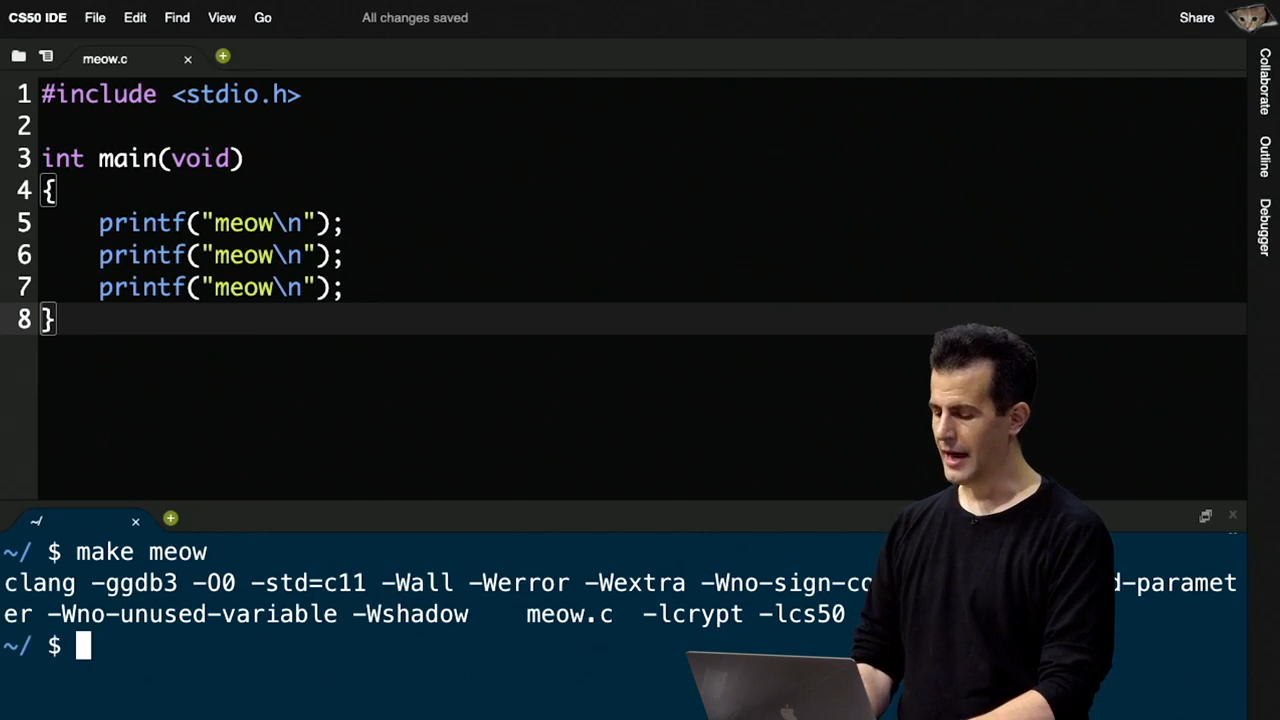 CS50 IDE File Edit Find View Go All changes saved Share
meow.c
Collaborate
Outline
Debugger
1 #include <stdio.h>
2
3 int main(void)
4 {
5 printf("meow\n");
6 printf("meow\n");
7 printf("meow\n");
8 }
~/ $ make meow
clang -ggdb3 -O0 -std=c11 -Wall -Werror -Wextra -Wno-sign-co d-paramet
er -Wno-unused-variable -Wshadow meow.c -lcrypt -lcs50
~/ $